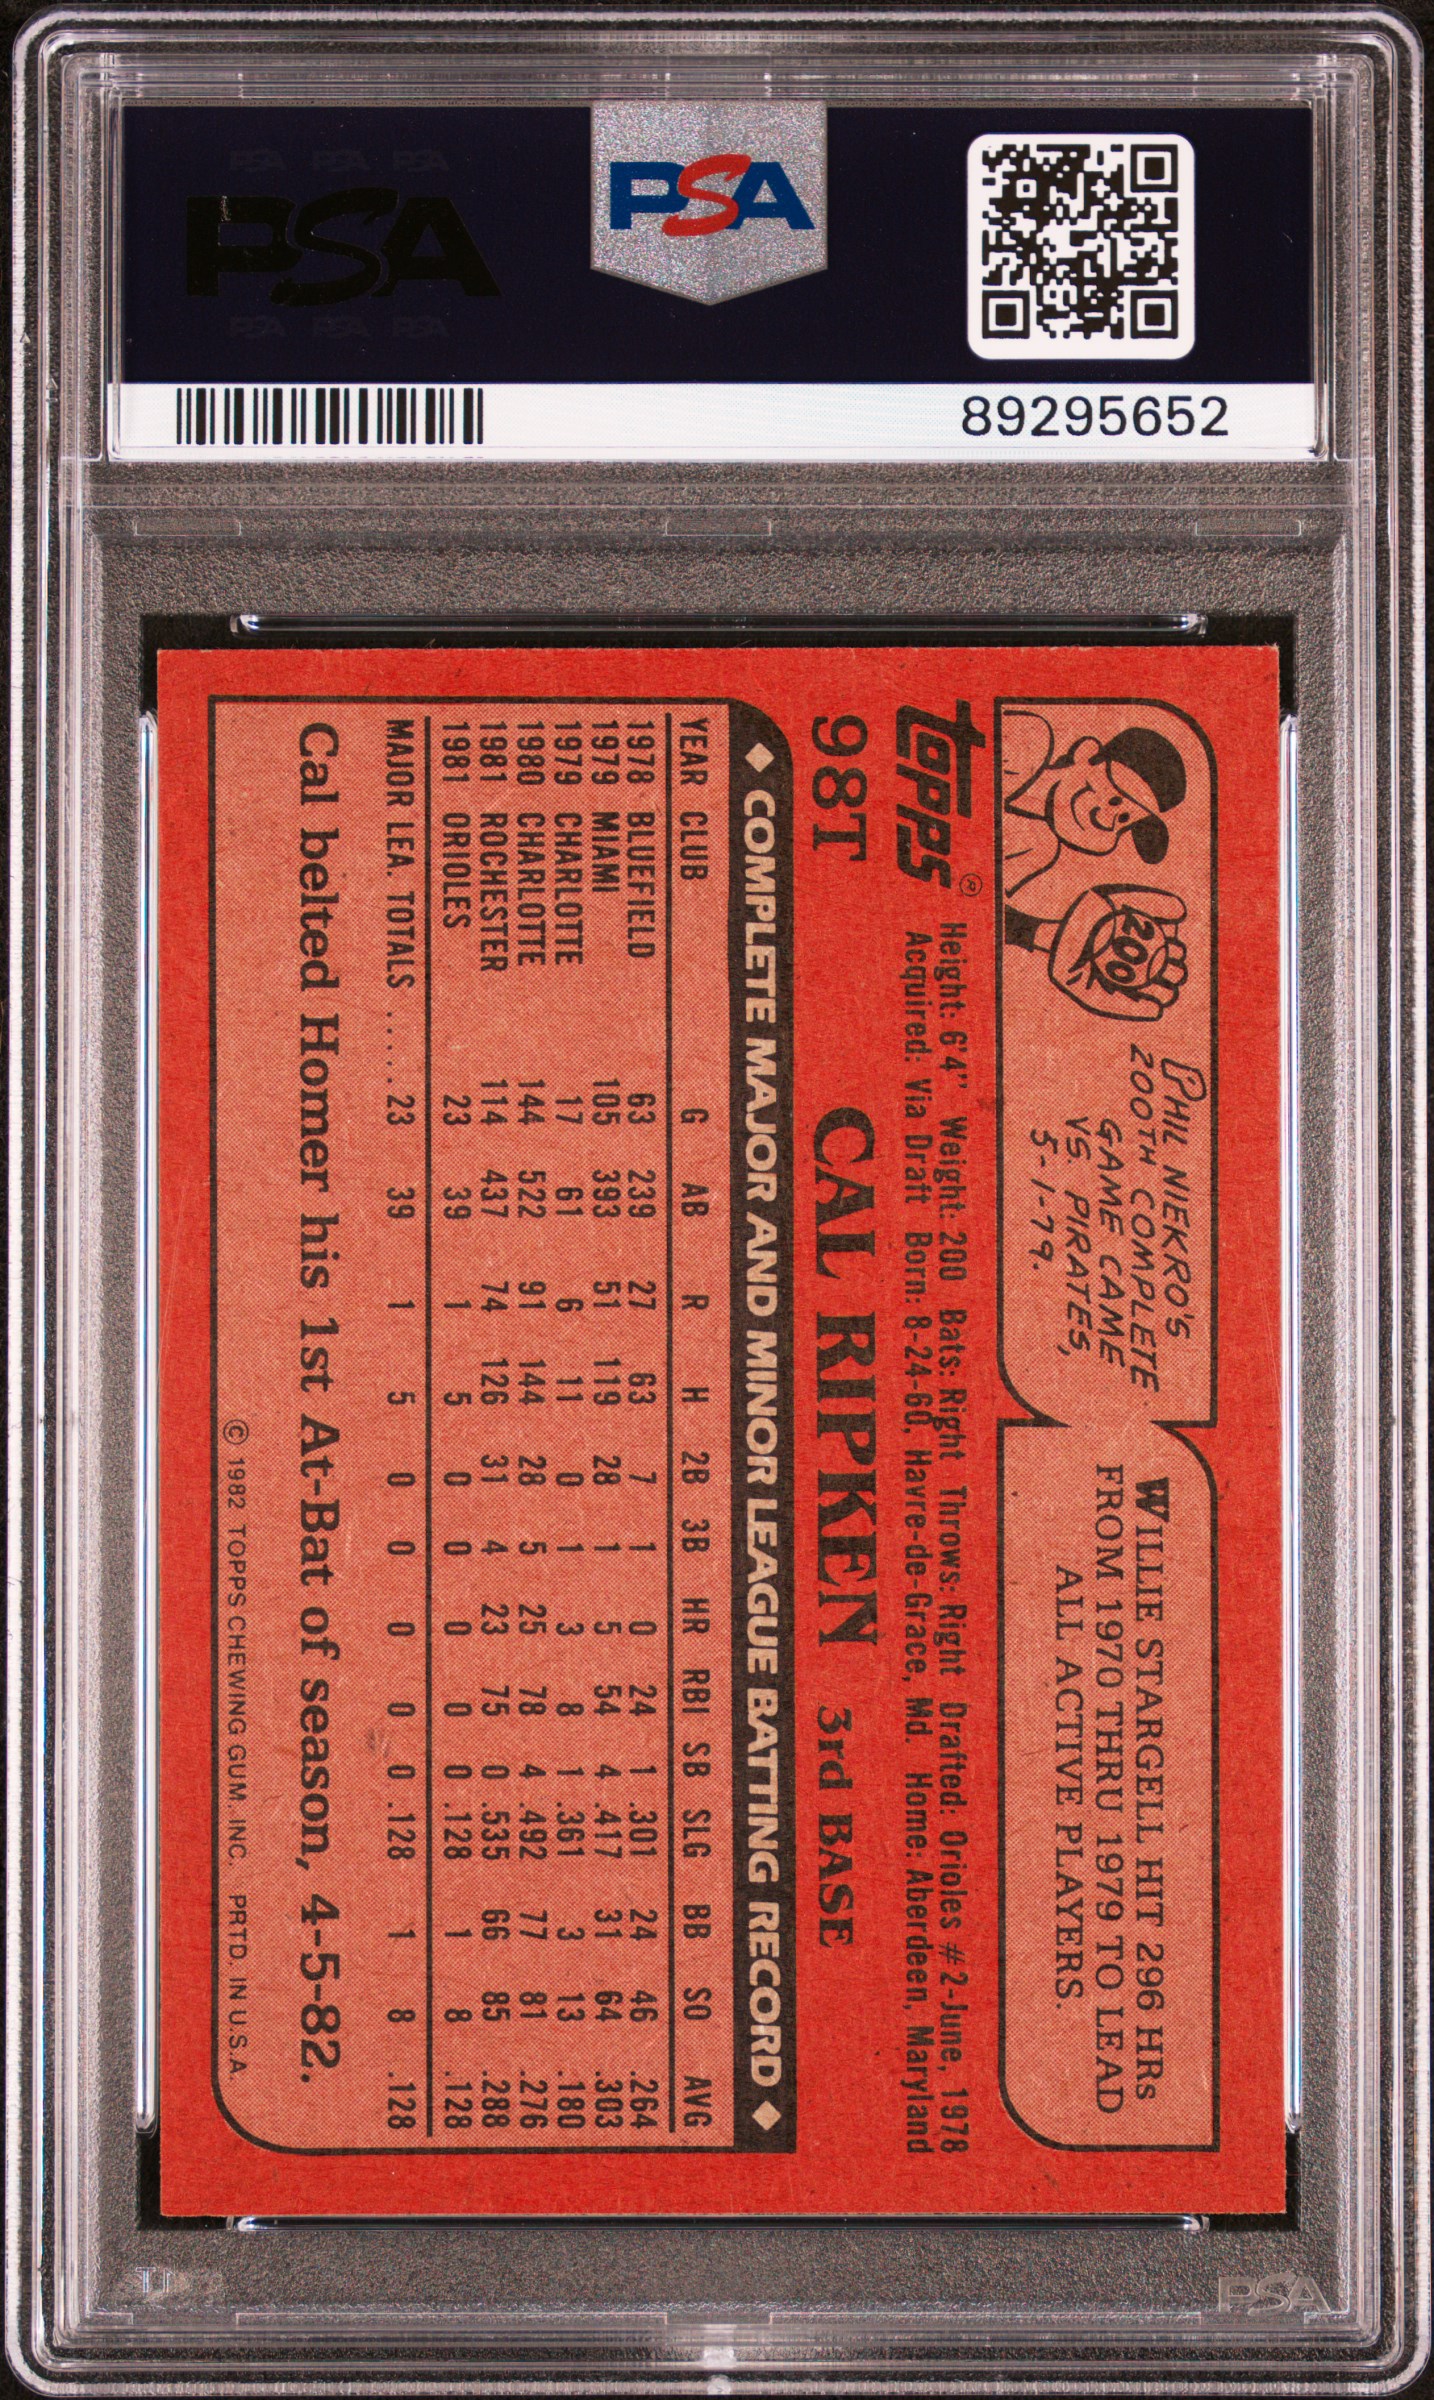 PSA
PSA
89295652
PHIL NIEKRO'S
200TH COMPLETE
GAME CAME
VS. PIRATES,
5-1-79.
200
WILLIE STARGELL HIT 296 HRs
FROM 1970 THRU 1979 TO LEAD
ALL ACTIVE PLAYERS.
topps®
Height: 6'4" Weight: 200 Bats: Right Throws: Right Drafted: Orioles #2-June, 1978
Acquired: Via Draft Born: 8-24-60, Havre-de-Grace, Md. Home: Aberdeen, Maryland
98T CAL RIPKEN 3rd BASE
◆ COMPLETE MAJOR AND MINOR LEAGUE BATTING RECORD ◆
YEAR CLUB G AB R H 2B 3B HR RBI SB SLG BB SO AVG
1978 BLUEFIELD 63 239 27 63 7 1 0 24 1 .301 24 46 .264
1979 MIAMI 105 393 51 119 28 1 5 54 4 .417 31 64 .303
1979 CHARLOTTE 17 61 6 11 0 1 3 8 1 .361 3 13 .180
1980 CHARLOTTE 144 522 91 144 28 5 25 78 4 .492 77 81 .276
1981 ROCHESTER 114 437 74 126 31 4 23 75 0 .535 66 85 .288
1981 ORIOLES 23 39 1 5 0 0 0 0 0 .128 1 8 .128
MAJOR LEA. TOTALS ..... 23 39 1 5 0 0 0 0 0 .128 1 8 .128
Cal belted Homer his 1st At-Bat of season, 4-5-82.
© 1982 TOPPS CHEWING GUM, INC. PRTD. IN U.S.A.
PSA